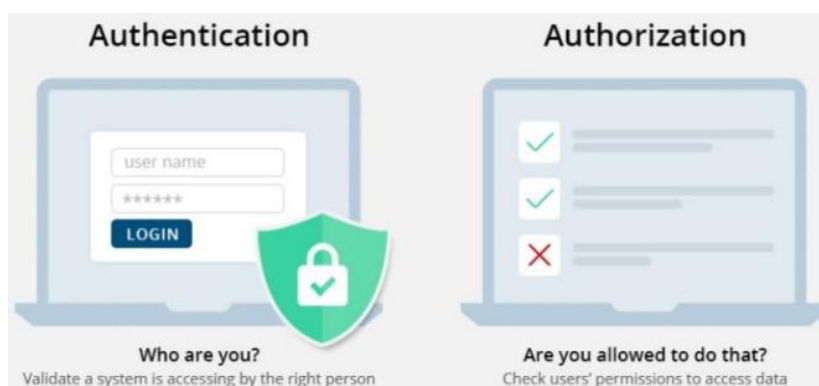 Authentication
Authorization
user name
******
LOGIN
Who are you?
Validate a system is accessing by the right person
Are you allowed to do that?
Check users' permissions to access data